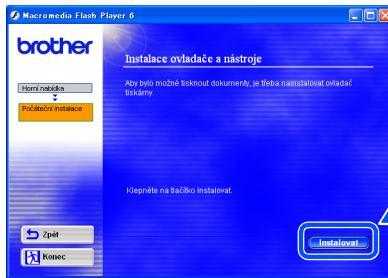 Macromedia Flash Player 6
brother
Instalace ovladače a nástroje
Aby bylo možné tisknout dokumenty, je třeba nainstalovat ovladač
tiskárny.
Horní nabídka
Počáteční instalace
Klepněte na tlačítko Instalovat.
Zpět
Instalovat
Konec